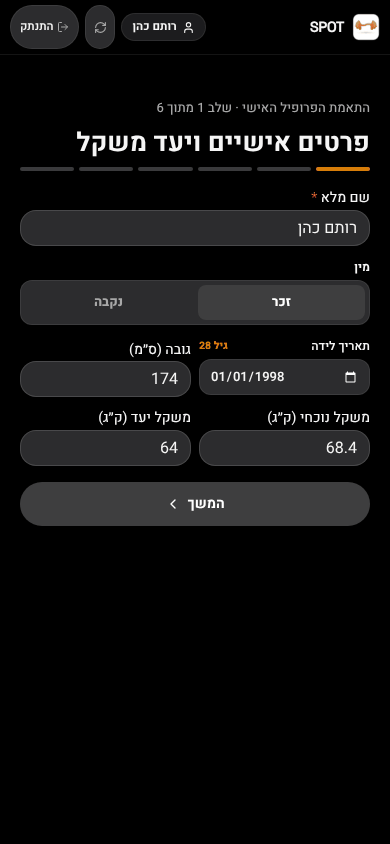 SPOT
רותם כהן
התנתק
התאמת הפרופיל האישי · שלב 1 מתוך 6
פרטים אישיים ויעד משקל
שם מלא *
רותם כהן
מין
זכר
נקבה
תאריך לידה
גיל 28
גובה (ס״מ)
01/01/1998
174
משקל נוכחי (ק״ג)
משקל יעד (ק״ג)
68.4
64
המשך